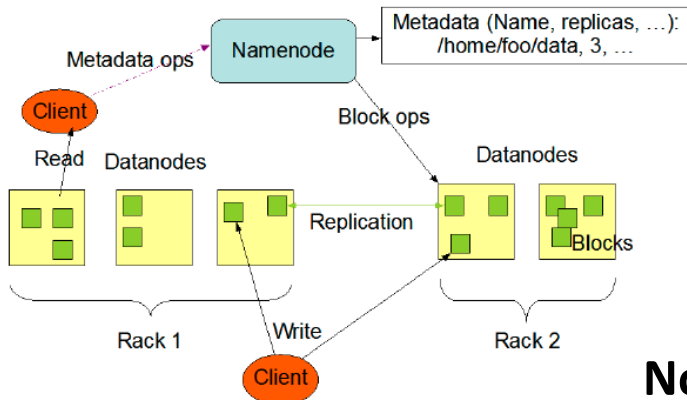 Metadata (Name, replicas, ...):
/home/foo/data, 3, ...
Namenode
Metadata ops
Client
Block ops
Read
Datanodes
Datanodes
Replication
Blocks
Rack 1
Write
Rack 2
Client
No